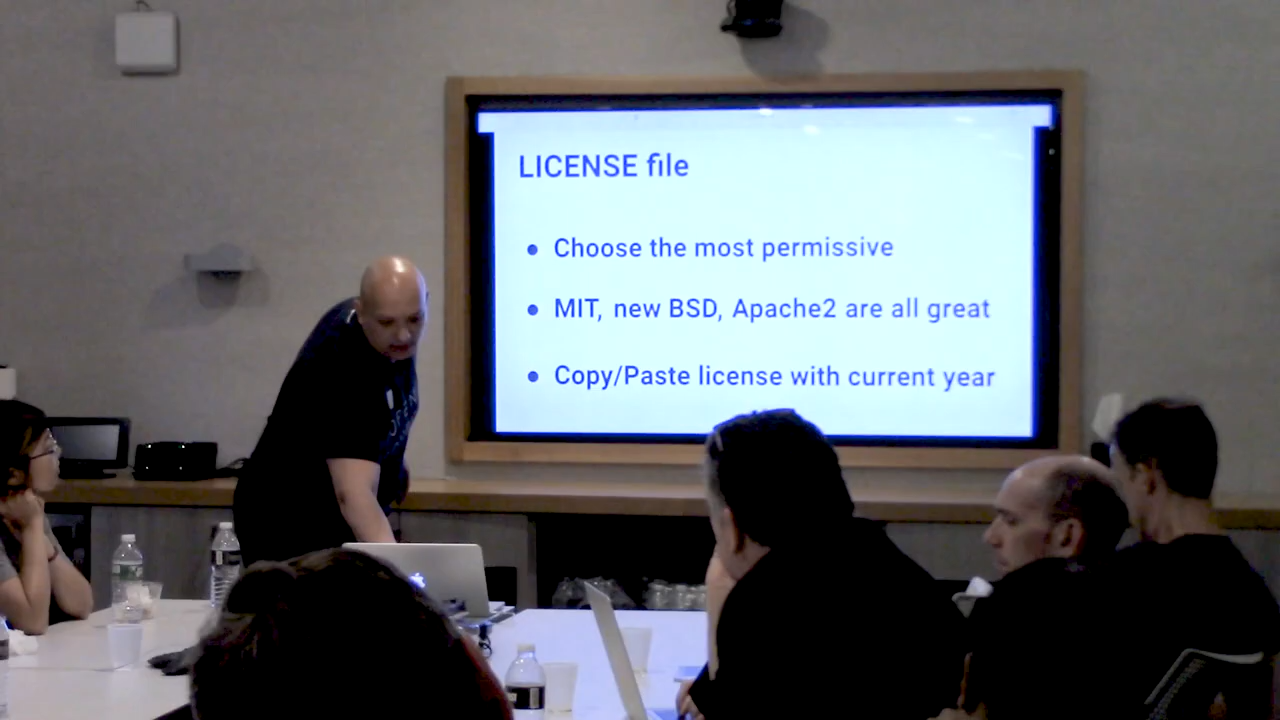 LICENSE file
• Choose the most permissive
• MIT, new BSD, Apache2 are all great
• Copy/Paste license with current year